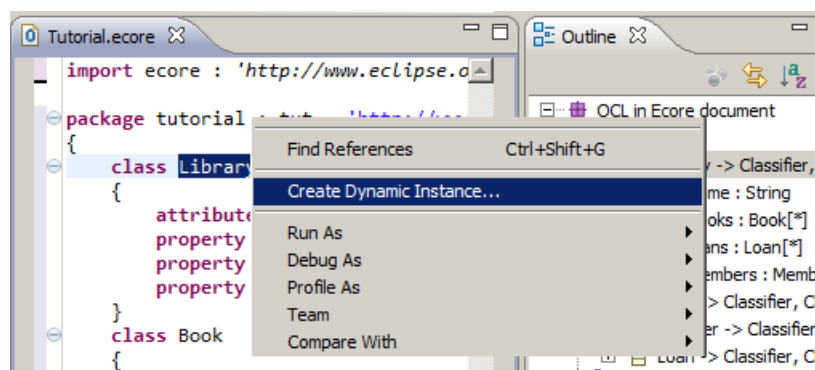 Tutorial.ecore
import ecore : 'http://www.eclipse.o
package tutorial : tut
{
class Library
{
attribute
property
property
property
}
class Book
{
Find References Ctrl+Shift+G
Create Dynamic Instance...
Run As
Debug As
Profile As
Team
Compare With
Outline
OCL in Ecore document
-> Classifier,
me : String
oks : Book[*]
ans : Loan[*]
embers : Memb
> Classifier, C
er -> Classifier
Loan -> Classifier, C